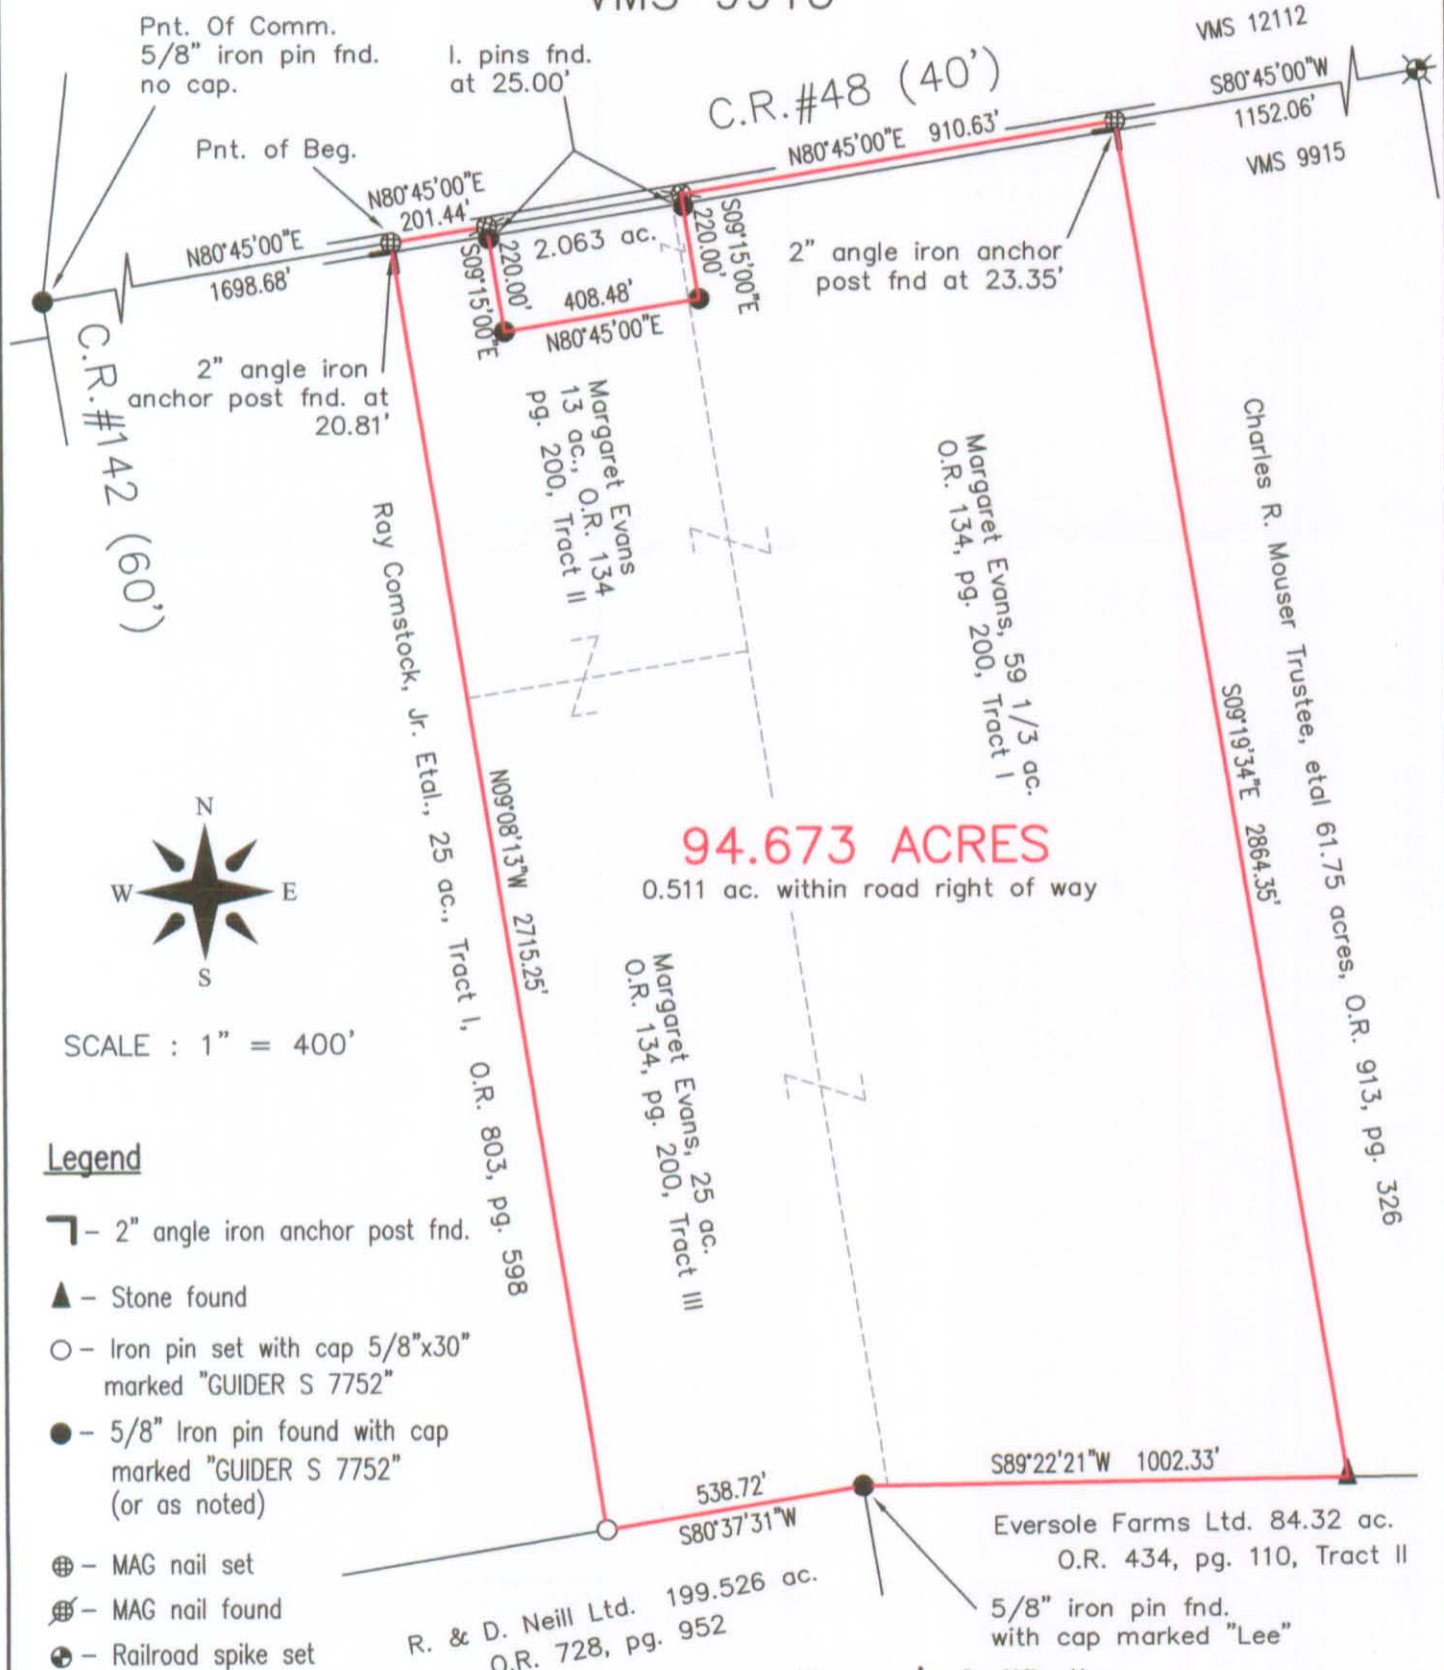 Pnt. Of Comm.
5/8" iron pin fnd.
no cap.
I. pins fnd.
at 25.00'
C.R.#48 (40')
VMS 12112
S80°45'00"W
1152.06'
VMS 9915
N80°45'00"E 910.63'
Pnt. of Beg.
N80°45'00"E
201.44'
N80°45'00"E
1698.68'
2.063 ac.
220.00'
S09°15'00"E
408.48'
N80°45'00"E
220.00'
S09°15'00"E
2" angle iron anchor
post fnd at 23.35'
2" angle iron
anchor post fnd. at
20.81'
C.R.#142 (60')
Margaret Evans
13 ac., O.R. 134
pg. 200, Tract II
Margaret Evans, 59 1/3 ac.
O.R. 134, pg. 200, Tract I
Charles R. Mouser Trustee, etal 61.75 acres, O.R. 913, pg. 326
S09°19'34"E 2864.35'
Ray Comstock, Jr. Etal., 25 ac., Tract I, O.R. 803, pg. 598
N09°08'13"W 2715.25'
94.673 ACRES
0.511 ac. within road right of way
N
W E
S
SCALE : 1" = 400'
Margaret Evans, 25 ac.
O.R. 134, pg. 200, Tract III
Legend
- 2" angle iron anchor post fnd.
- Stone found
- Iron pin set with cap 5/8"x30"
marked "GUIDER S 7752"
- 5/8" Iron pin found with cap
marked "GUIDER S 7752"
(or as noted)
- MAG nail set
- MAG nail found
- Railroad spike set
538.72'
S80°37'31"W
S89°22'21"W 1002.33'
Eversole Farms Ltd. 84.32 ac.
O.R. 434, pg. 110, Tract II
5/8" iron pin fnd.
with cap marked "Lee"
R. & D. Neill Ltd. 199.526 ac.
O.R. 728, pg. 952